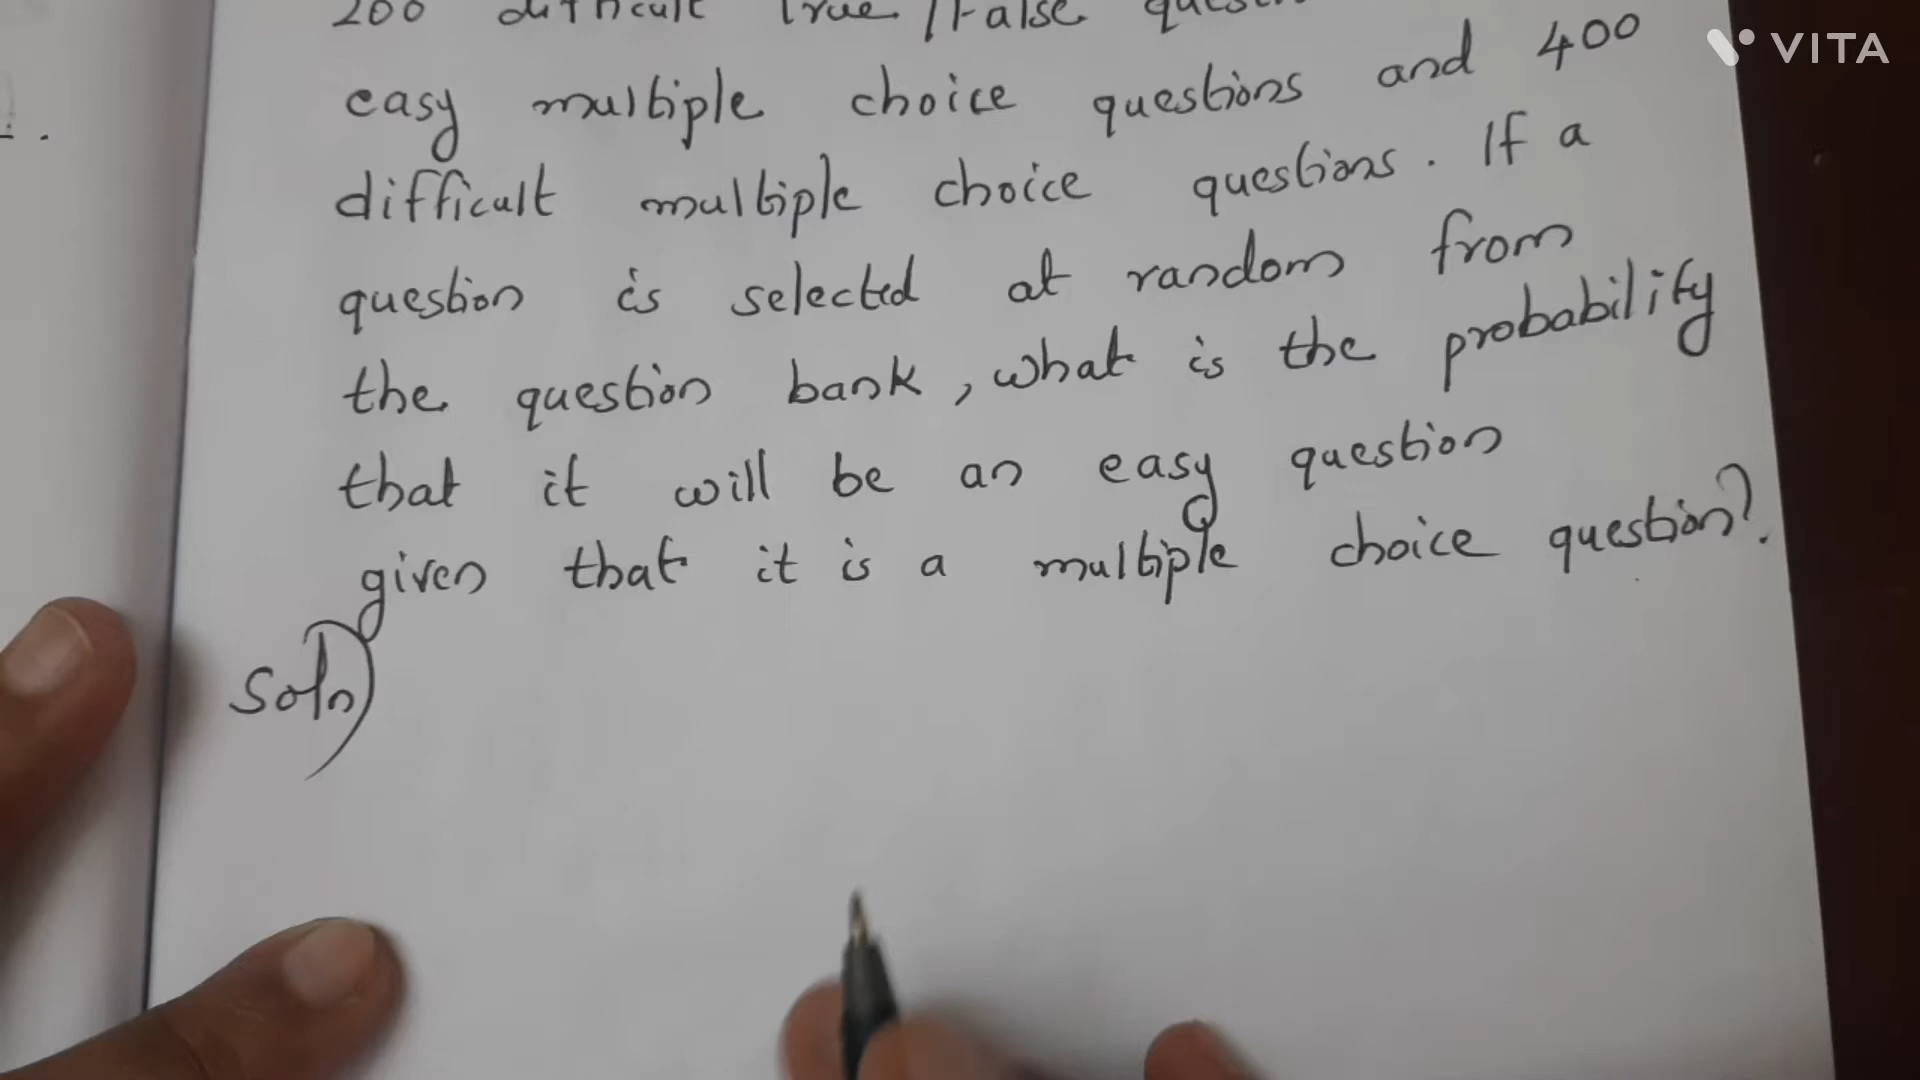 200 difficult True/False
easy multiple choice questions and 400
difficult multiple choice questions. If a
question is selected at random from
the question bank, what is the probability
that it will be an easy question
given that it is a multiple choice question?.
Soln)
VITA